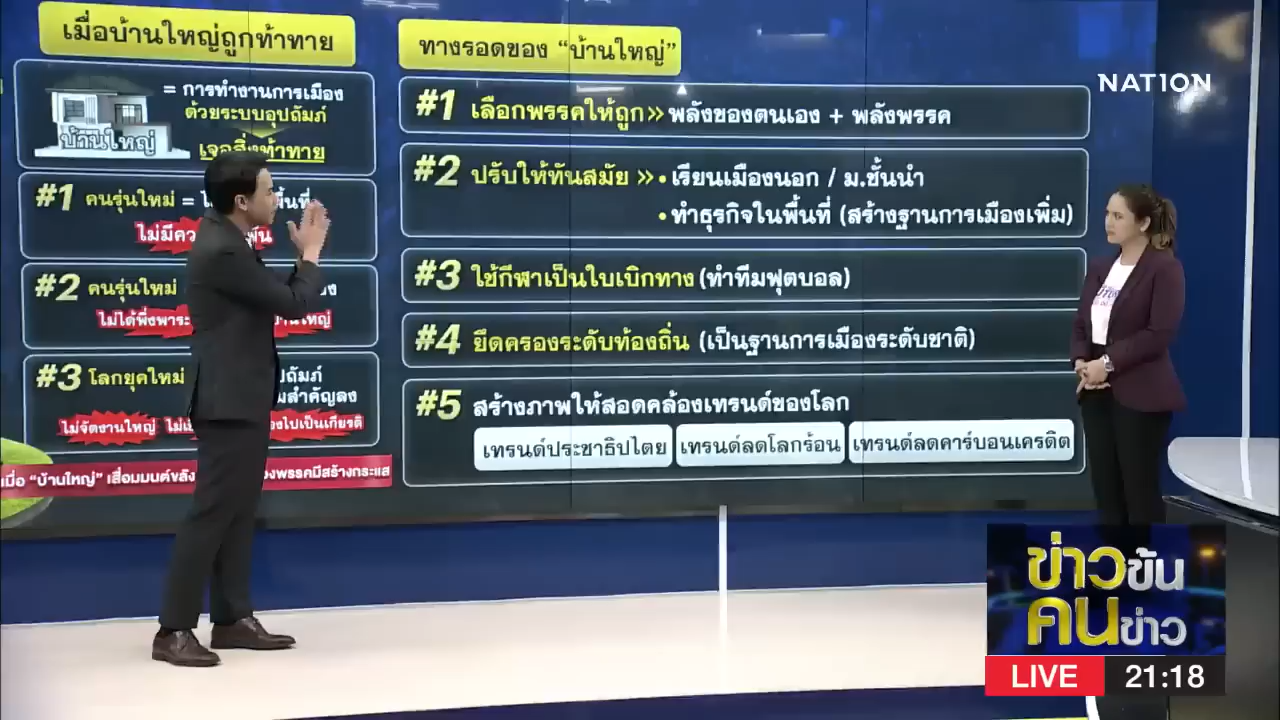 เมื่อบ้านใหญ่ถูกท้าทาย
บ้านใหญ่
= การทำงานการเมือง
ด้วยระบบอุปถัมภ์
เจอสิ่งท้าทาย
#1 คนรุ่นใหม่ =
#2 คนรุ่นใหม่
#3 โลกยุคใหม่
ไม่จัดงานใหญ่
ทางรอดของ “บ้านใหญ่”
#1 เลือกพรรคให้ถูก » พลังของตนเอง + พลังพรรค
#2 ปรับให้ทันสมัย » • เรียนเมืองนอก / ม.ชั้นนำ
• ทำธุรกิจในพื้นที่ (สร้างฐานการเมืองเพิ่ม)
#3 ใช้กีฬาเป็นใบเบิกทาง (ทำทีมฟุตบอล)
#4 ยึดครองระดับท้องถิ่น (เป็นฐานการเมืองระดับชาติ)
#5 สร้างภาพให้สอดคล้องเทรนด์ของโลก
เทรนด์ประชาธิปไตย
เทรนด์ลดโลกร้อน
เทรนด์ลดคาร์บอนเครดิต
NATION
ข่าวข้น
คนข่าว
LIVE 21:18